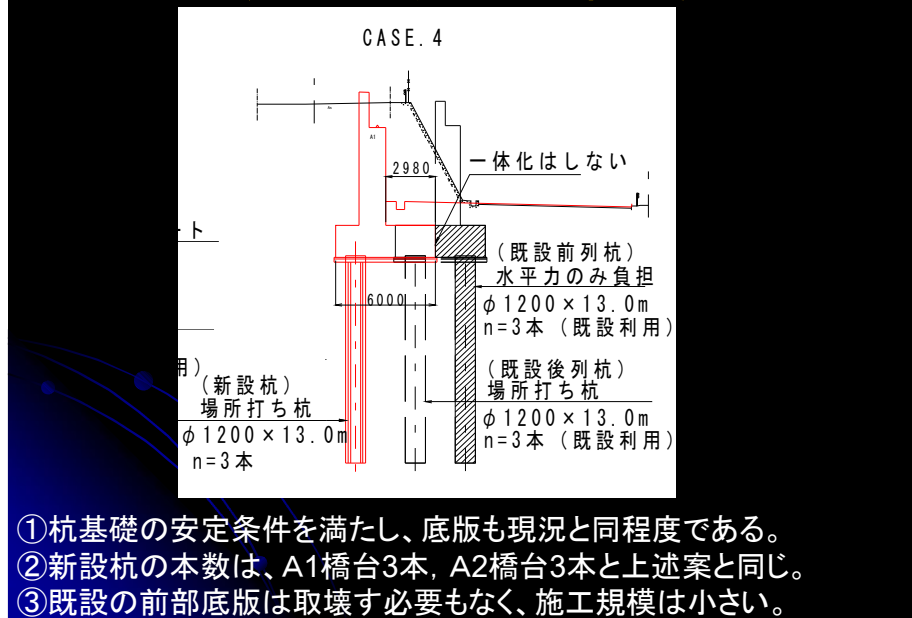 CASE.4
A1
2980
一体化はしない
ート
(既設前列杭)
水平力のみ負担
6000
φ1200×13.0m
n=3本 (既設利用)
用)
(新設杭)
(既設後列杭)
場所打ち杭
場所打ち杭
φ1200×13.0m
φ1200×13.0m
n=3本
n=3本 (既設利用)
①杭基礎の安定条件を満たし、底版も現況と同程度である。
②新設杭の本数は、A1橋台3本, A2橋台3本と上述案と同じ。
③既設の前部底版は取壊す必要もなく、施工規模は小さい。